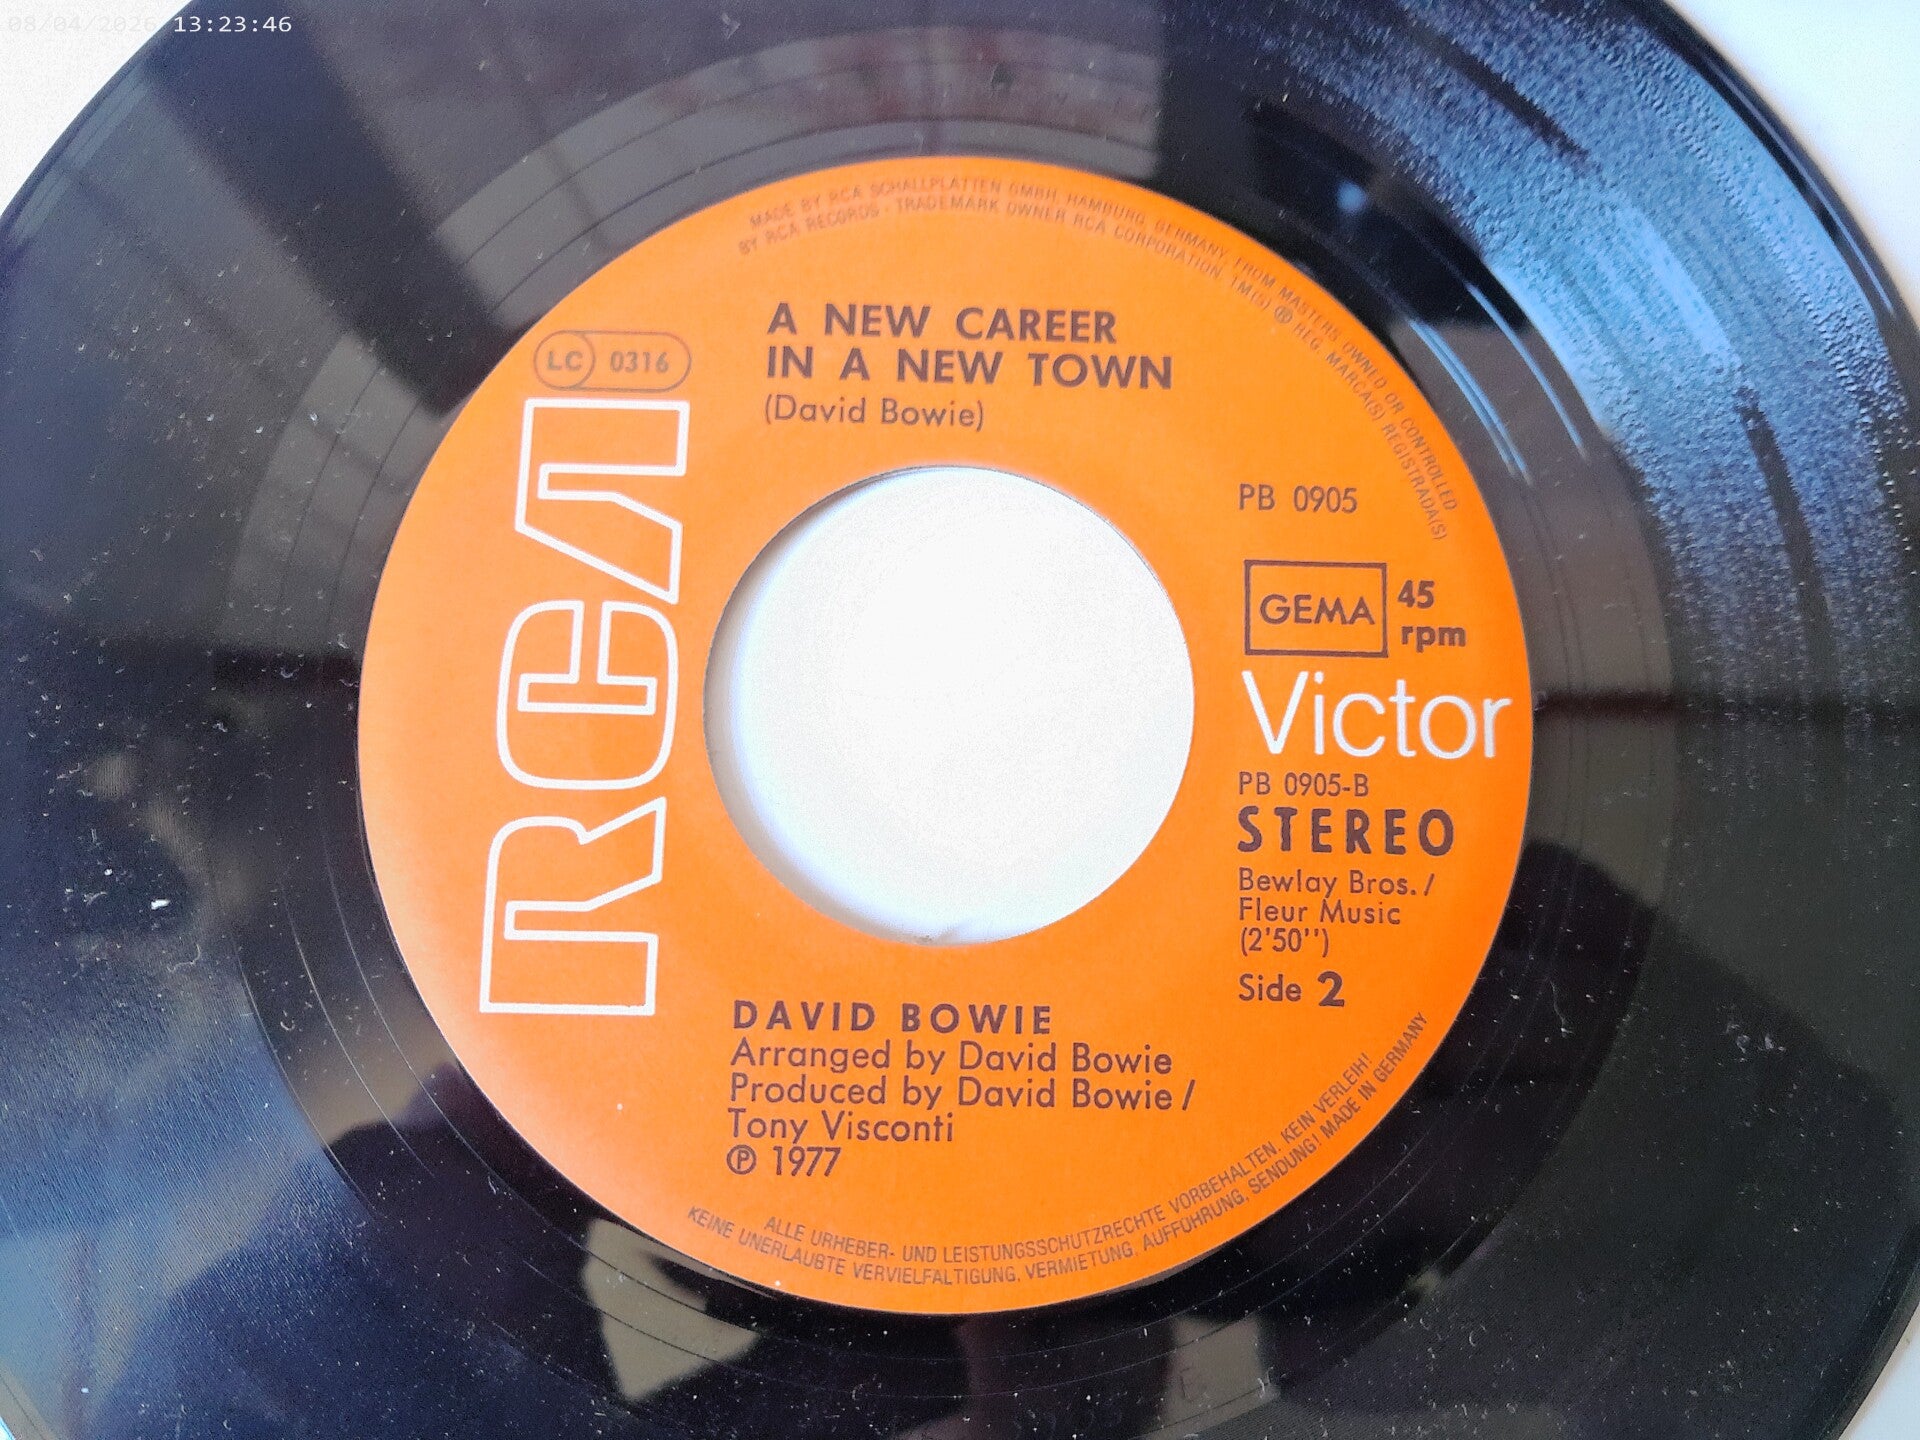 08/04/2026 13:23:46
MADE BY RCA SCHALLPLATTEN GMBH, HAMBURG, GERMANY, FROM MASTERS OWNED OR CONTROLLED
BY RCA RECORDS - TRADEMARK OWNER RCA CORPORATION. TM(S) ® REG. MARCA(S) REGISTRADA(S)
A NEW CAREER
IN A NEW TOWN
(David Bowie)
LC 0316
RCA
PB 0905
GEMA
45
rpm
Victor
PB 0905-B
STEREO
Bewlay Bros./
Fleur Music
(2'50'')
Side 2
DAVID BOWIE
Arranged by David Bowie
Produced by David Bowie/
Tony Visconti
℗ 1977
ALLE URHEBER- UND LEISTUNGSSCHUTZRECHTE VORBEHALTEN. KEIN VERLEIH!
KEINE UNERLAUBTE VERVIELFÄLTIGUNG, VERMIETUNG, AUFFÜHRUNG, SENDUNG! MADE IN GERMANY